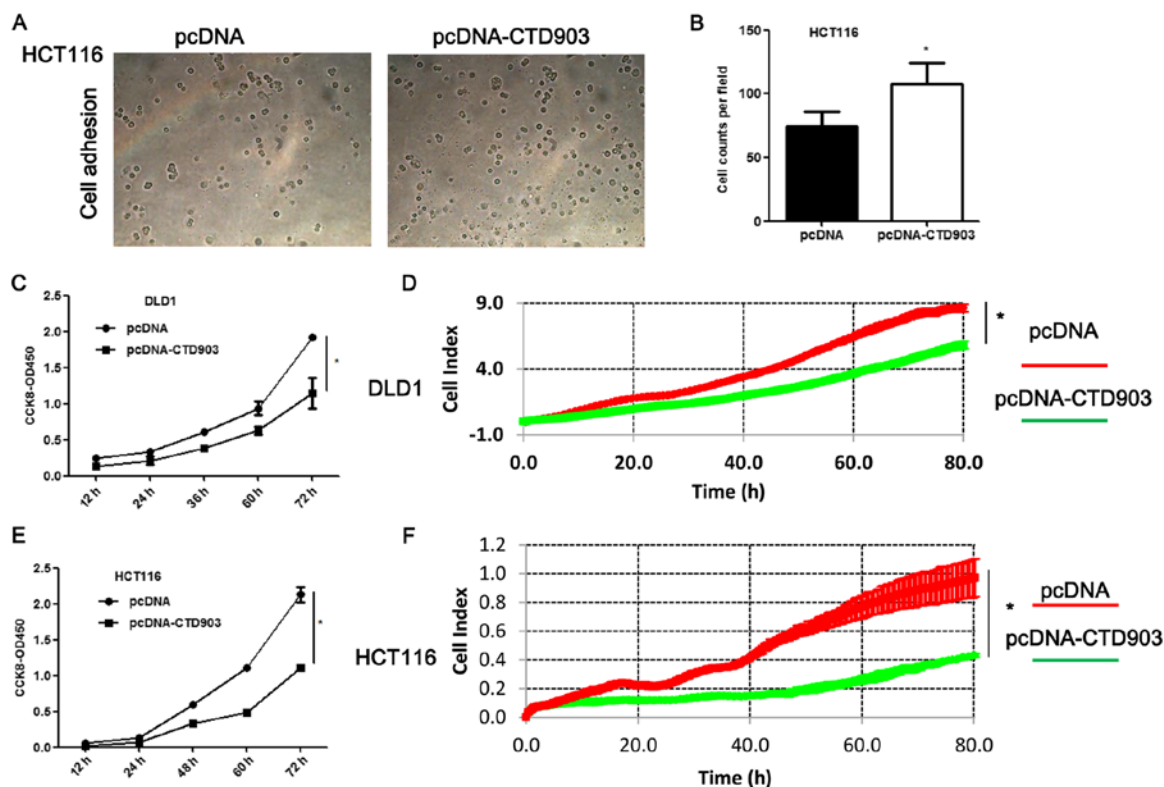 A
pcDNA
pcDNA-CTD903
HCT116
Cell adhesion
B
HCT116
*
Cell counts per field
150
100
50
0
pcDNA
pcDNA-CTD903
C
DLD1
pcDNA
pcDNA-CTD903
CCK8-OD450
2.5
2.0
1.5
1.0
0.5
0.0
*
12 h
24 h
36 h
60 h
72 h
D
DLD1
Cell Index
9.0
4.0
-1.0
0.0
20.0
40.0
60.0
80.0
Time (h)
*
pcDNA
pcDNA-CTD903
E
HCT116
pcDNA
pcDNA-CTD903
CCK8-OD450
2.5
2.0
1.5
1.0
0.5
0.0
*
12 h
24 h
48 h
60 h
72 h
F
HCT116
Cell Index
1.2
1.0
0.8
0.6
0.4
0.2
0.0
0.0
20.0
40.0
60.0
80.0
Time (h)
*
pcDNA
pcDNA-CTD903